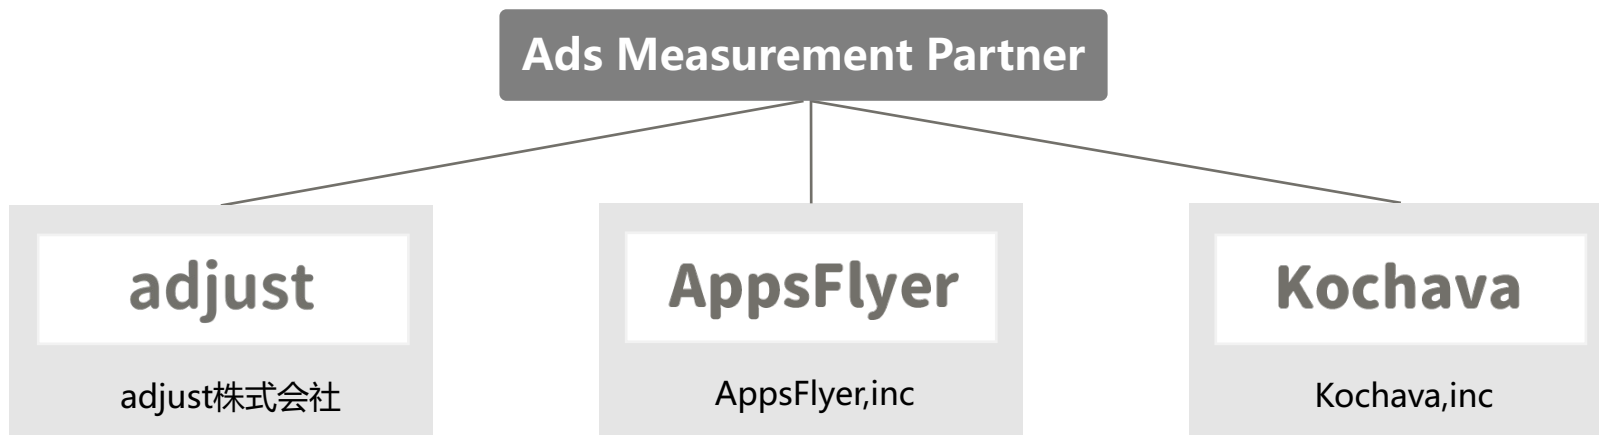 Ads Measurement Partner
adjust
AppsFlyer
Kochava
adjust株式会社
AppsFlyer,inc
Kochava,inc